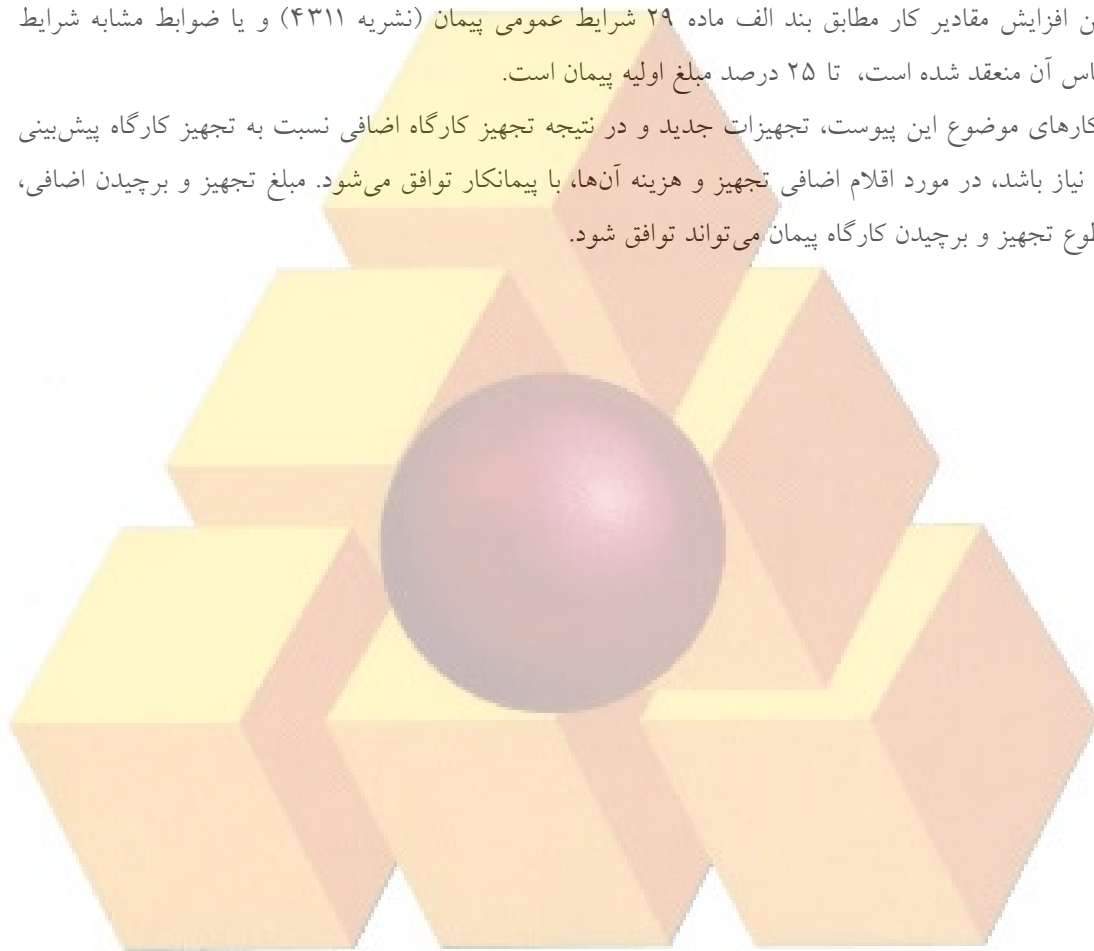 ن افزایش مقادیر کار مطابق بند الف ماده ۲۹ شرایط عمومی پیمان (نشریه ۴۳۱۱) و یا ضوابط مشابه شرایط
اس آن منعقد شده است، تا ۲۵ درصد مبلغ اولیه پیمان است.
کارهای موضوع این پیوست، تجهیزات جدید و در نتیجه تجهیز کارگاه اضافی نسبت به تجهیز کارگاه پیش‌بینی
نیاز باشد، در مورد اقلام اضافی تجهیز و هزینه آن‌ها، با پیمانکار توافق می‌شود. مبلغ تجهیز و برچیدن اضافی،
طوع تجهیز و برچیدن کارگاه پیمان می‌تواند توافق شود.